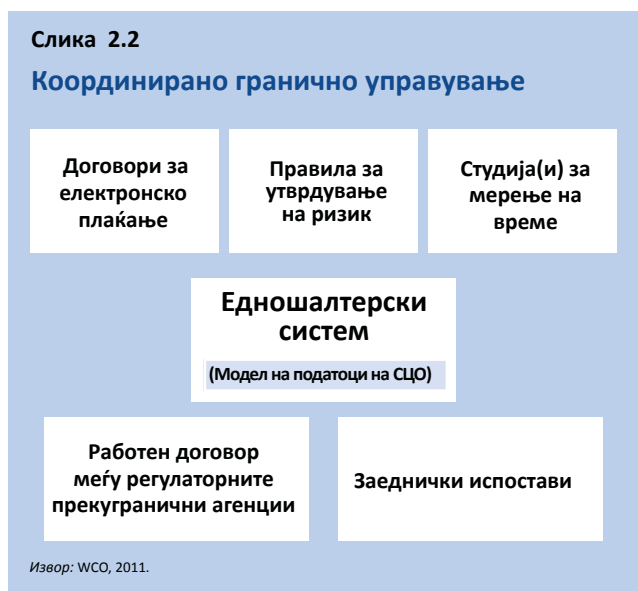 Слика 2.2
Координирано гранично управување
Договори за
електронско
плаќање
Правила за
утврдување
на ризик
Студија(и) за
мерење на
време
Едношалтерски
систем
(Модел на податоци на СЦО)
Работен договор
меѓу регулаторните
прекугранични агенции
Заеднички испостави
Извор: WCO, 2011.